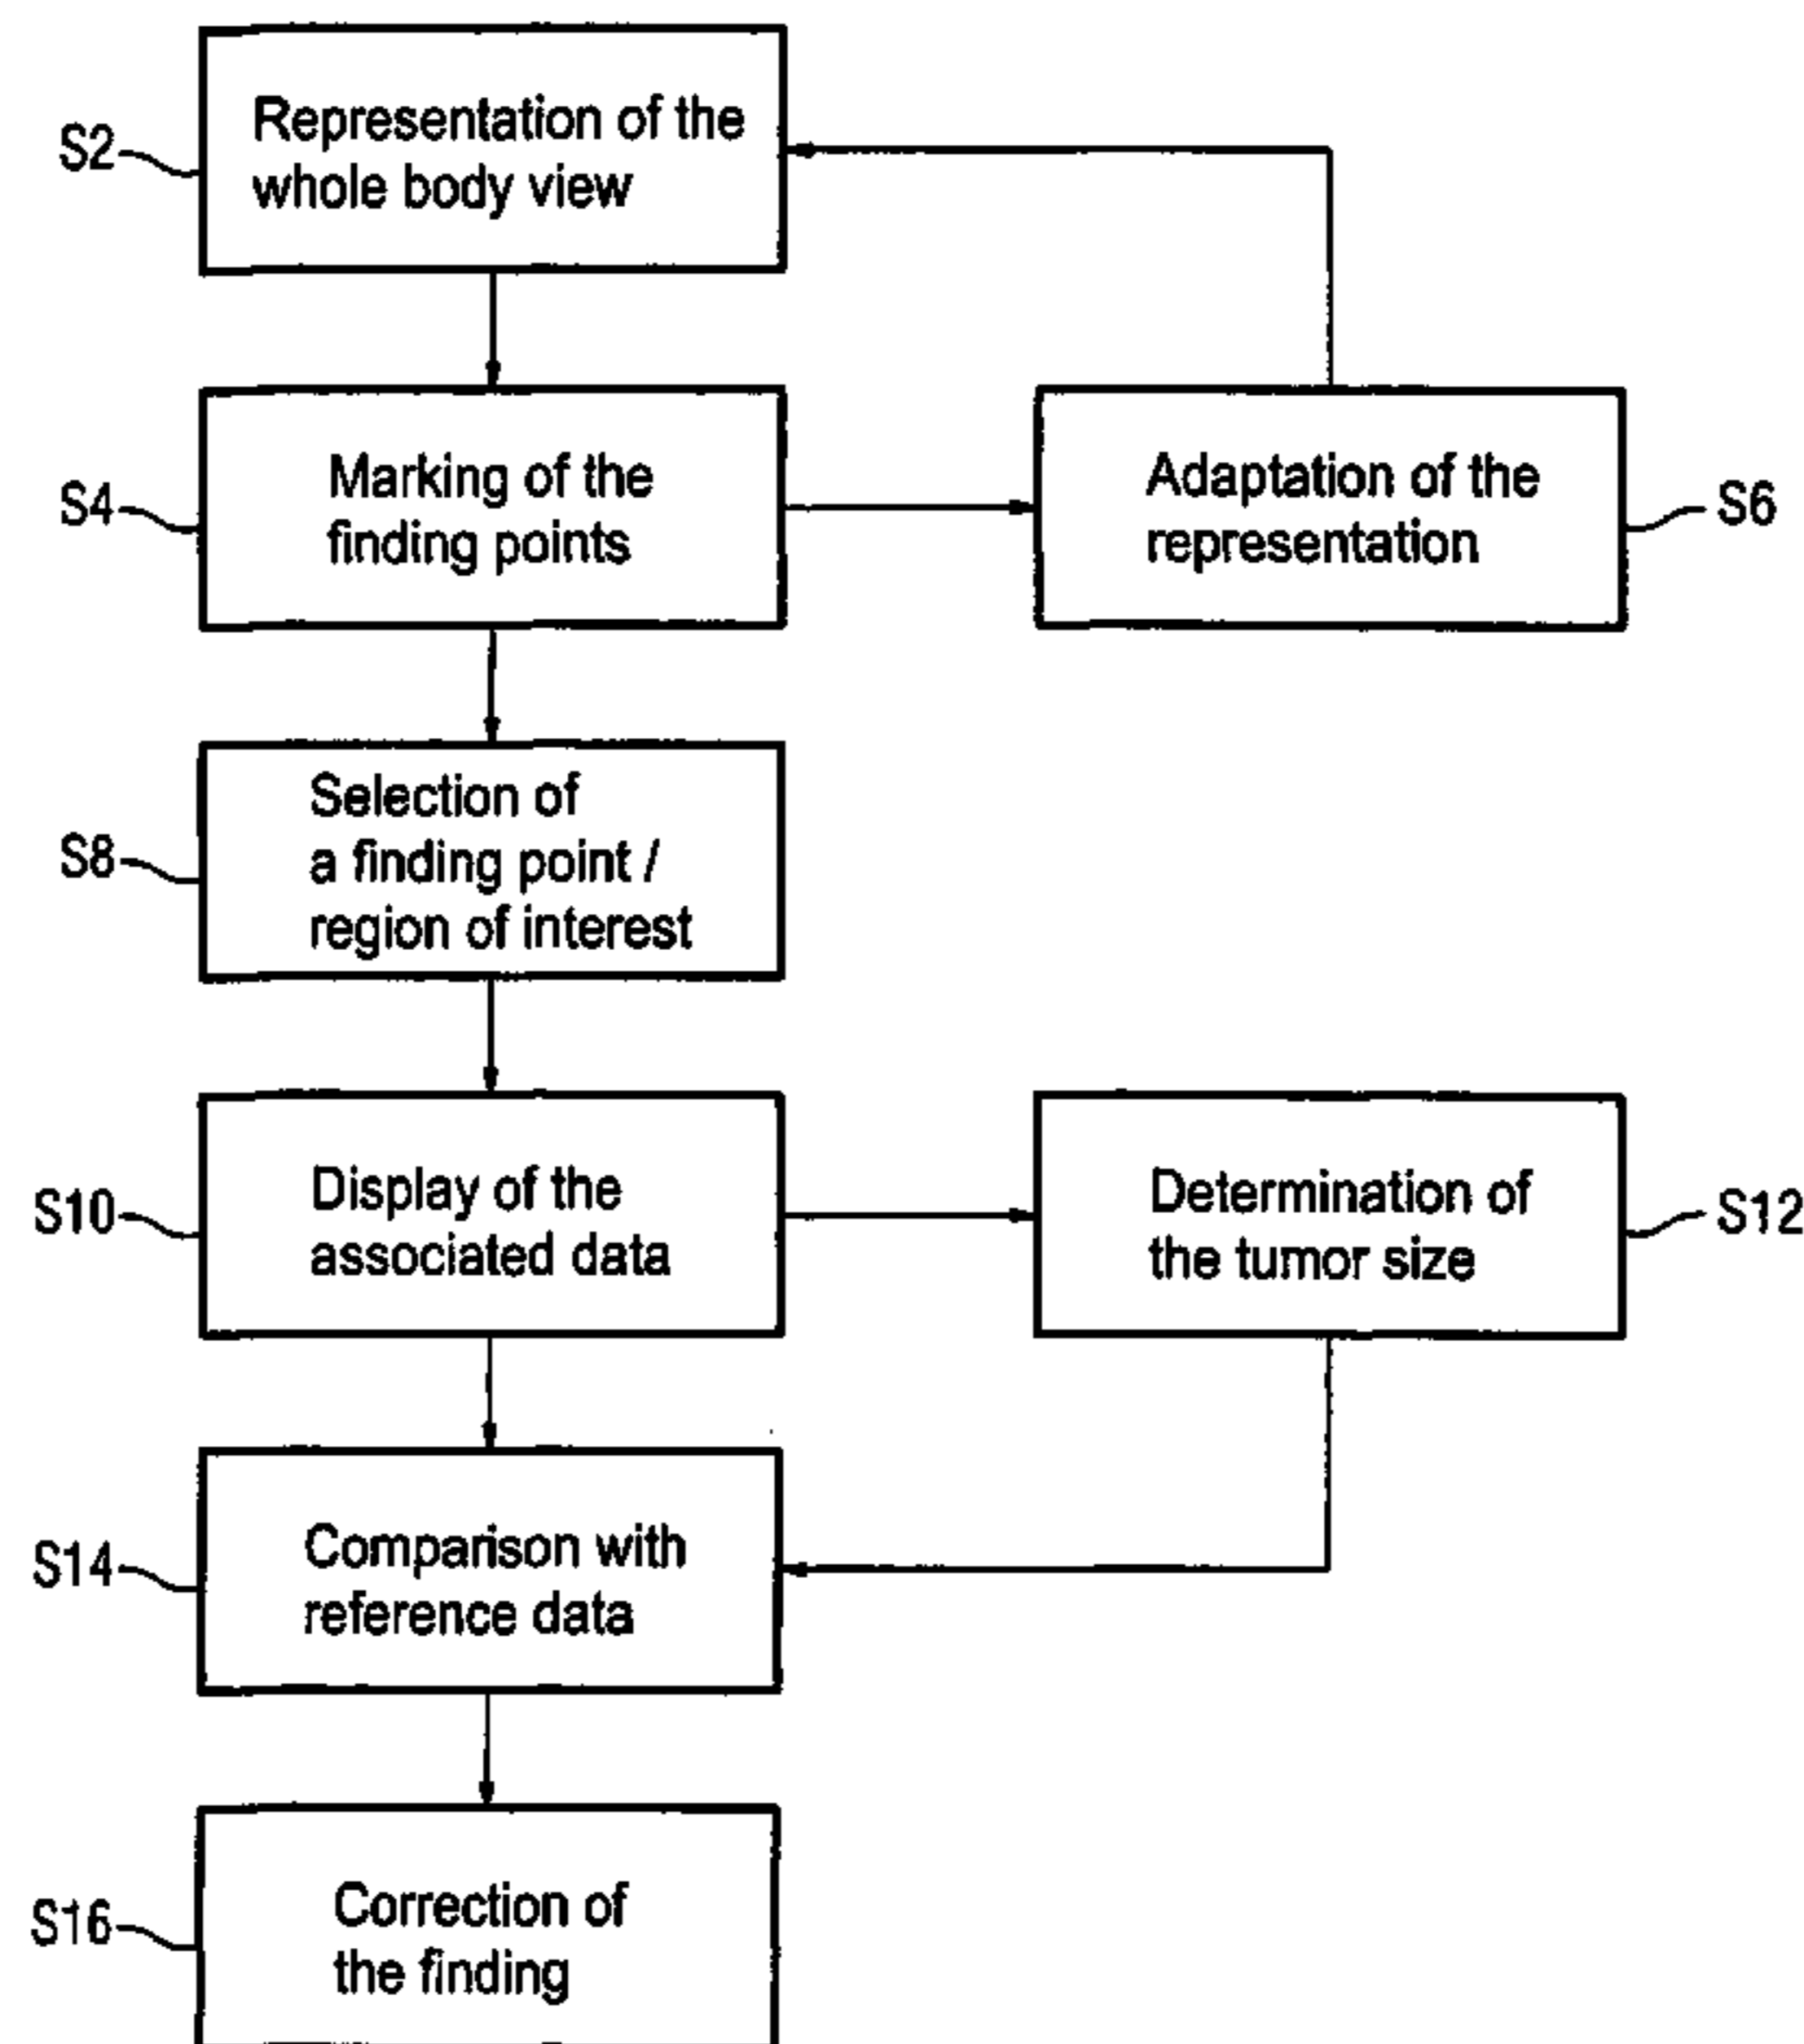 S2
Representation of the
whole body view
S4
Marking of the
finding points
Adaptation of the
representation
S6
S8
Selection of
a finding point /
region of interest
S10
Display of the
associated data
Determination of
the tumor size
S12
S14
Comparison with
reference data
S16
Correction of
the finding